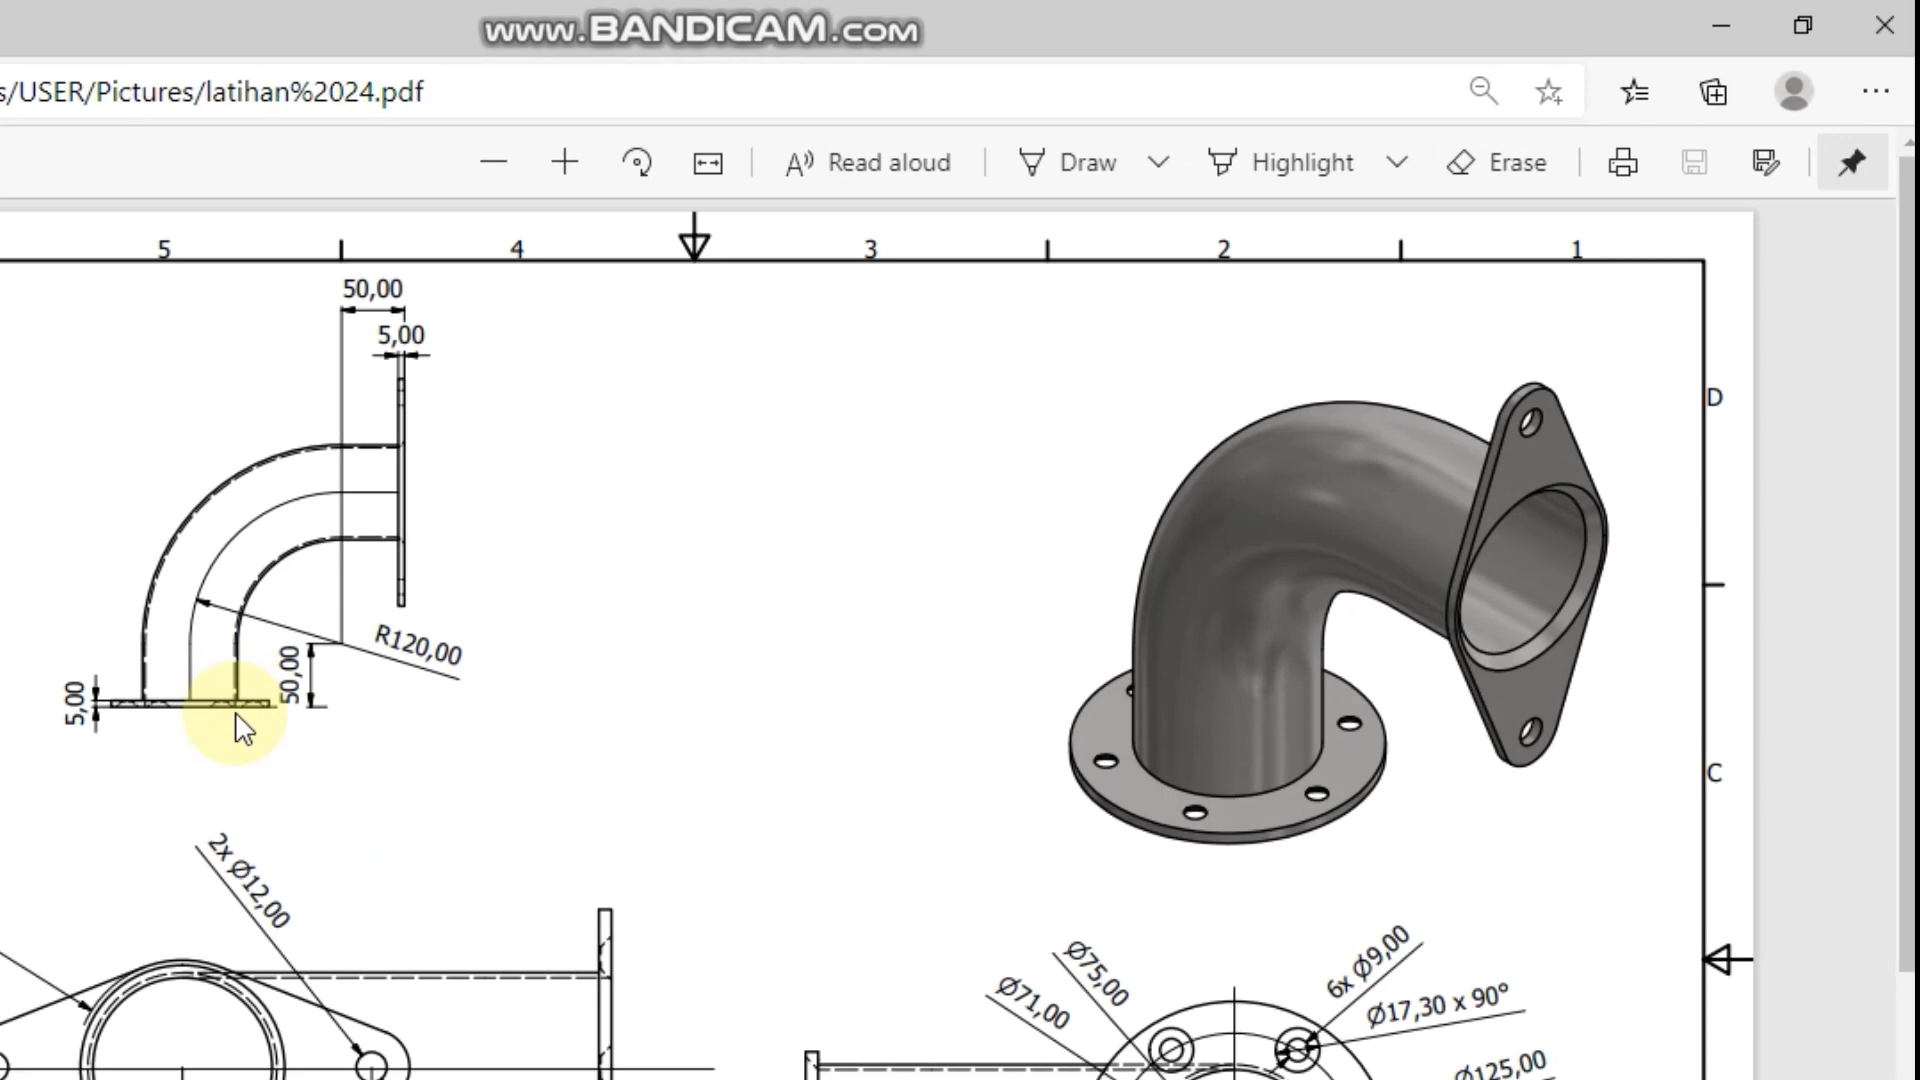 www.BANDICAM.com
s/USER/Pictures/latihan%2024.pdf
Read aloud
Draw
Highlight
Erase
5
4
3
2
1
50,00
5,00
D
R120,00
50,00
5,00
C
2x Ø12,00
Ø75,00
Ø71,00
6x Ø9,00
Ø17,30 x 90°
Ø125,00